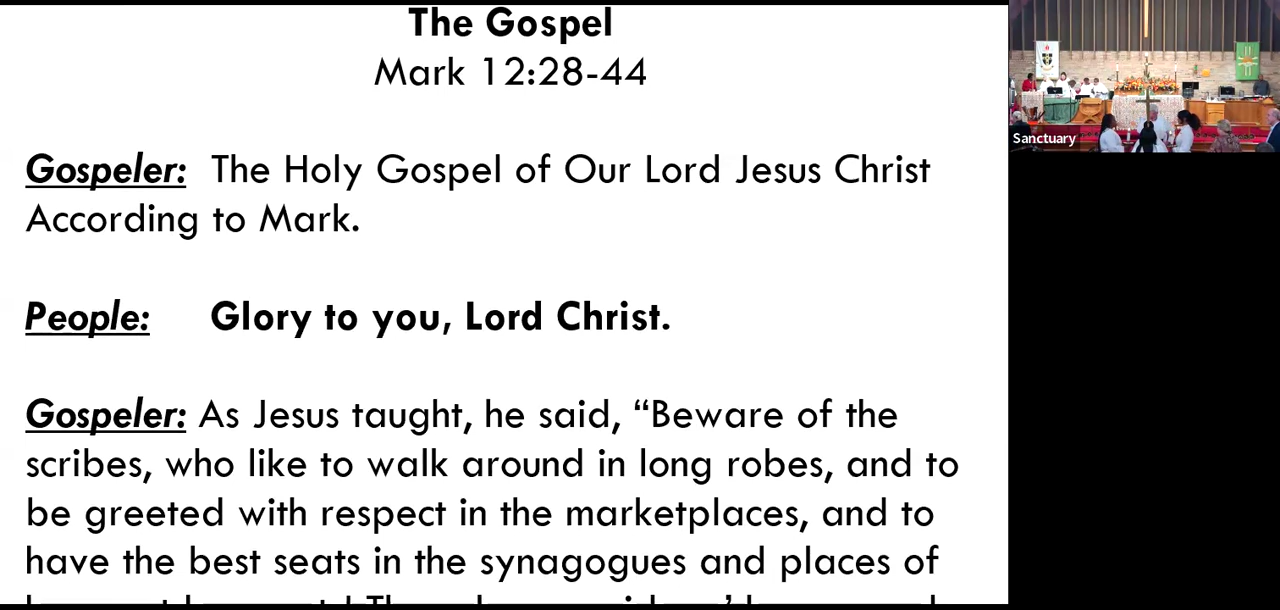 The Gospel
Mark 12:28-44
Gospeler: The Holy Gospel of Our Lord Jesus Christ
According to Mark.
People: Glory to you, Lord Christ.
Gospeler: As Jesus taught, he said, “Beware of the
scribes, who like to walk around in long robes, and to
be greeted with respect in the marketplaces, and to
have the best seats in the synagogues and places of
Sanctuary